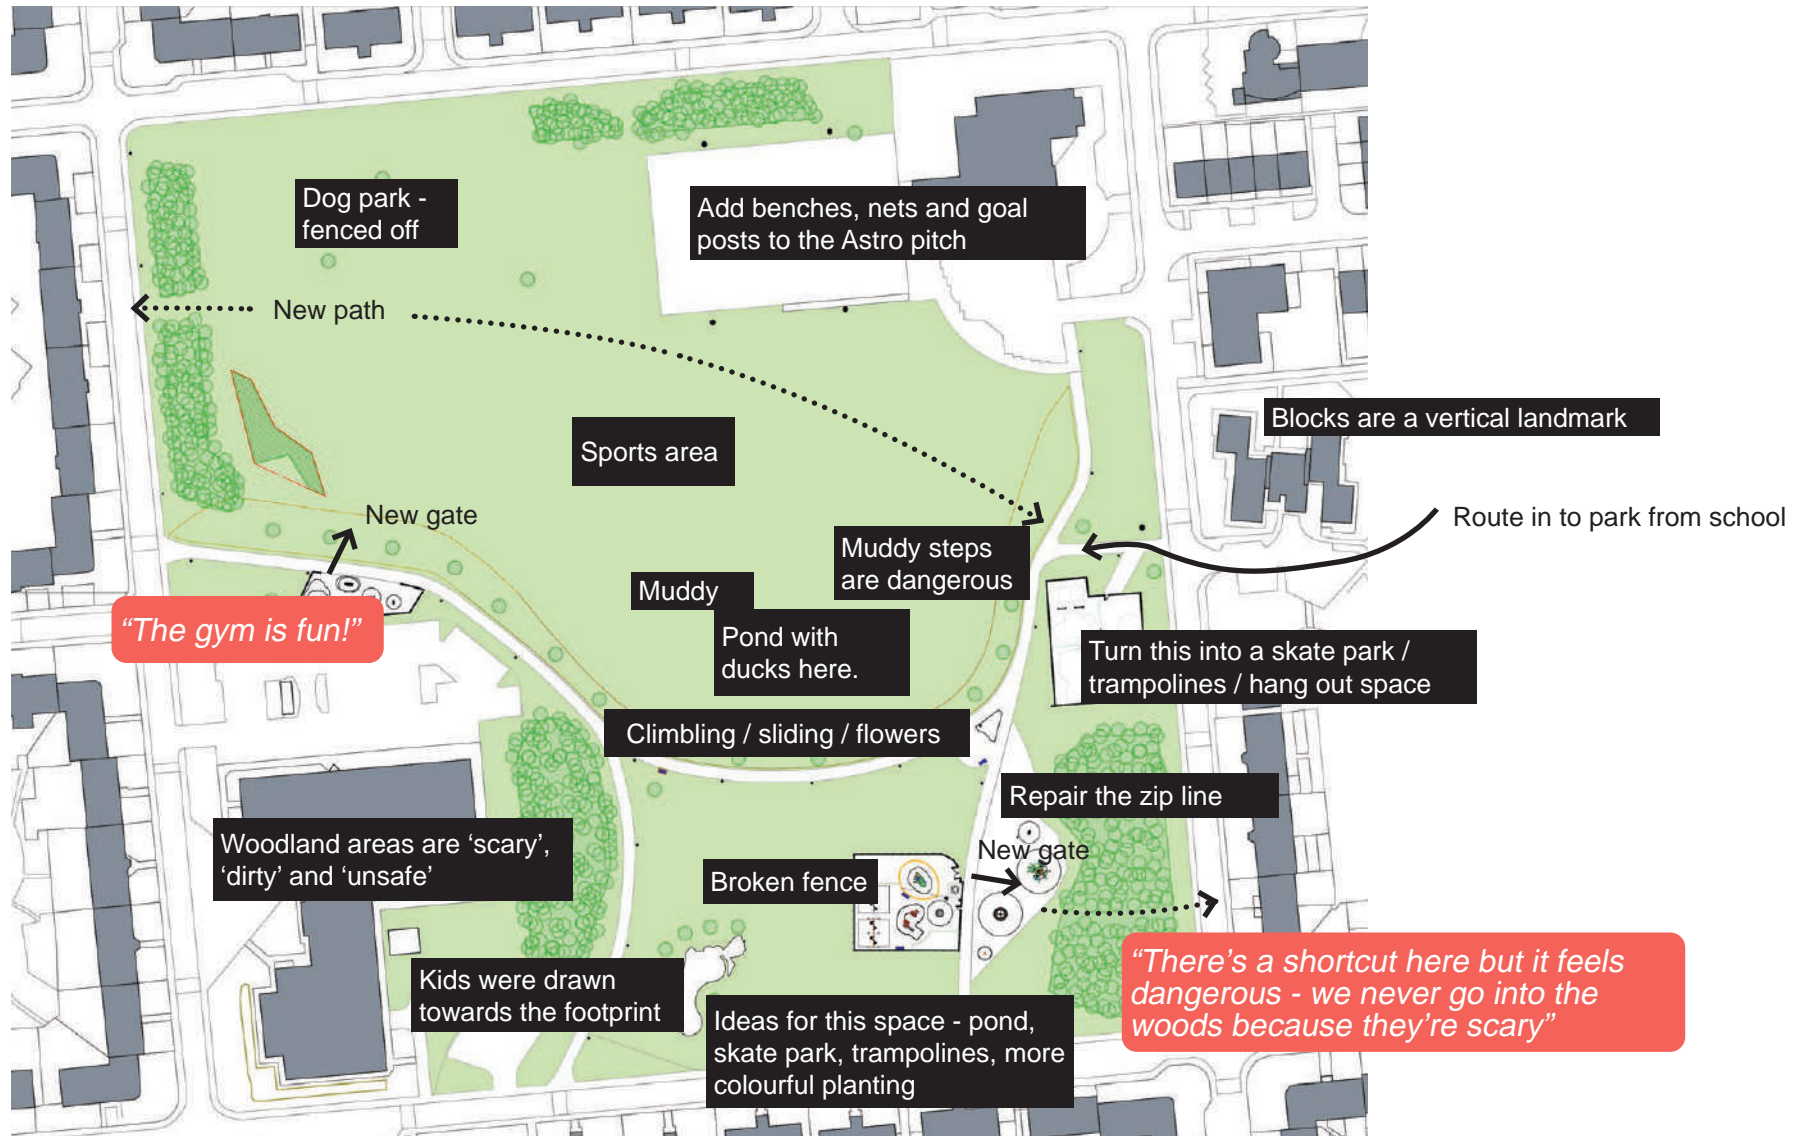 Dog park -
fenced off
Add benches, nets and goal
posts to the Astro pitch
New path
Blocks are a vertical landmark
Sports area
New gate
Route in to park from school
Muddy steps
are dangerous
Muddy
“The gym is fun!”
Pond with
ducks here.
Turn this into a skate park /
trampolines / hang out space
Climbling / sliding / flowers
Repair the zip line
Woodland areas are ‘scary’,
‘dirty’ and ‘unsafe’
New gate
Broken fence
“There’s a shortcut here but it feels
dangerous - we never go into the
woods because they’re scary”
Kids were drawn
towards the footprint
Ideas for this space - pond,
skate park, trampolines, more
colourful planting